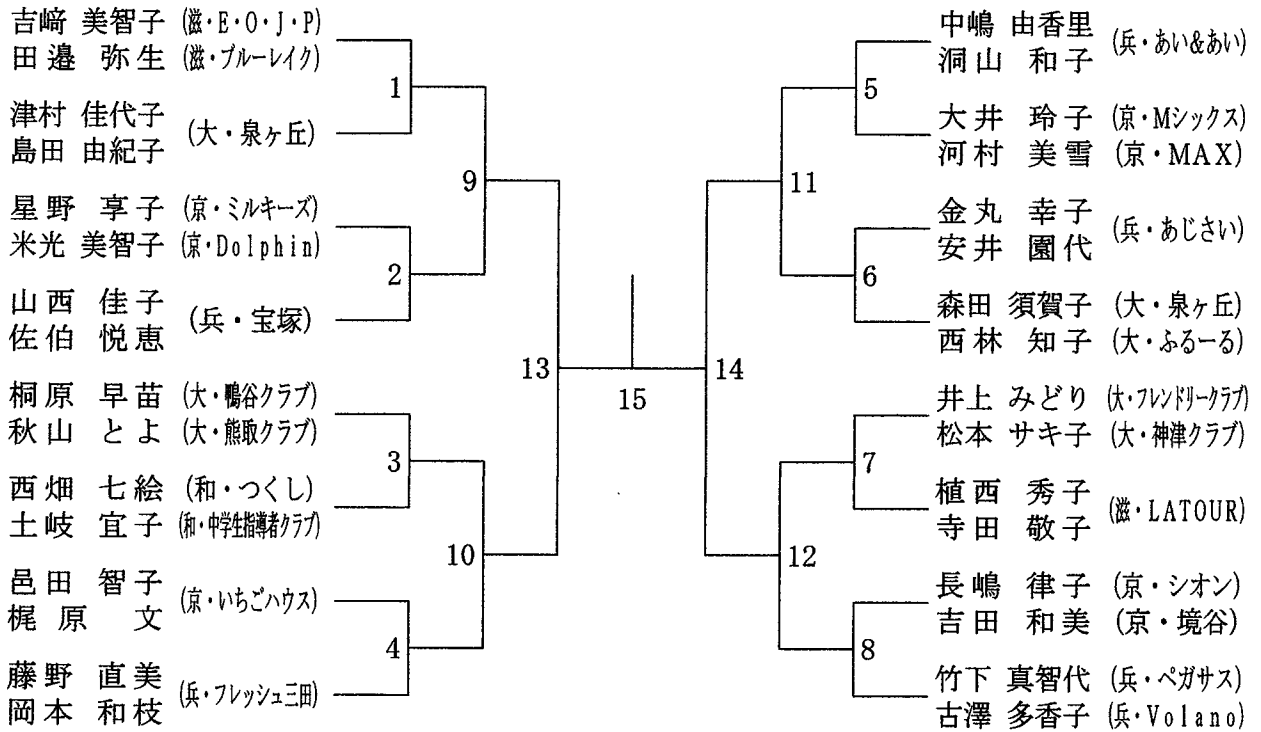 吉﨑 美智子 (滋・E・O・J・P)
田邉 弥生 (滋・ブルーレイク)
1
津村 佳代子
島田 由紀子
(大・泉ヶ丘)
9
星野 享子 (京・ミルキーズ)
米光 美智子 (京・Dolphin)
2
山西 佳子
佐伯 悦恵
(兵・宝塚)
13
桐原 早苗 (大・鴨谷クラブ)
秋山 とよ (大・熊取クラブ)
3
西畑 七絵 (和・つくし)
土岐 宜子 (和・中学生指導者クラブ)
10
邑田 智子
梶原 文
(京・いちごハウス)
4
藤野 直美
岡本 和枝
(兵・フレッシュ三田)
15
中嶋 由香里
洞山 和子
(兵・あい&あい)
5
大井 玲子 (京・Mシックス)
河村 美雪 (京・MAX)
11
金丸 幸子
安井 園代
(兵・あじさい)
6
森田 須賀子 (大・泉ヶ丘)
西林 知子 (大・ふるーる)
14
井上 みどり (大・フレンドリークラブ)
松本 サキ子 (大・神津クラブ)
7
植西 秀子
寺田 敬子
(滋・LATOUR)
12
長嶋 律子 (京・シオン)
吉田 和美 (京・境谷)
8
竹下 真智代 (兵・ペガサス)
古澤 多香子 (兵・Volano)